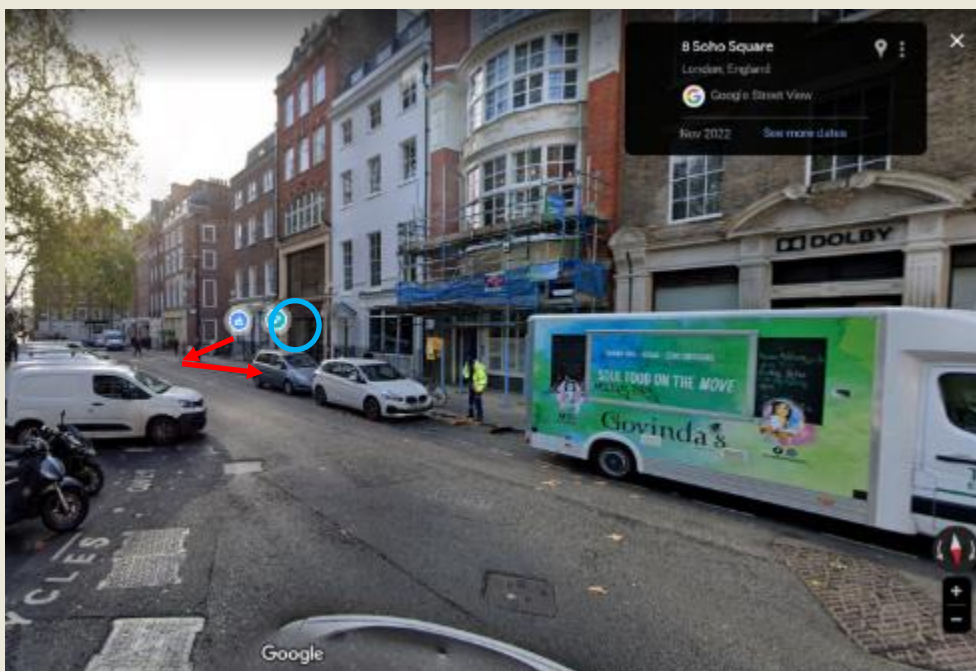 8 Soho Square
London, England
Google Street View
Nov 2022 See more dates
DOLBY
SOUL FOOD ON THE MOVE
Govinda's
CYCLES
Google